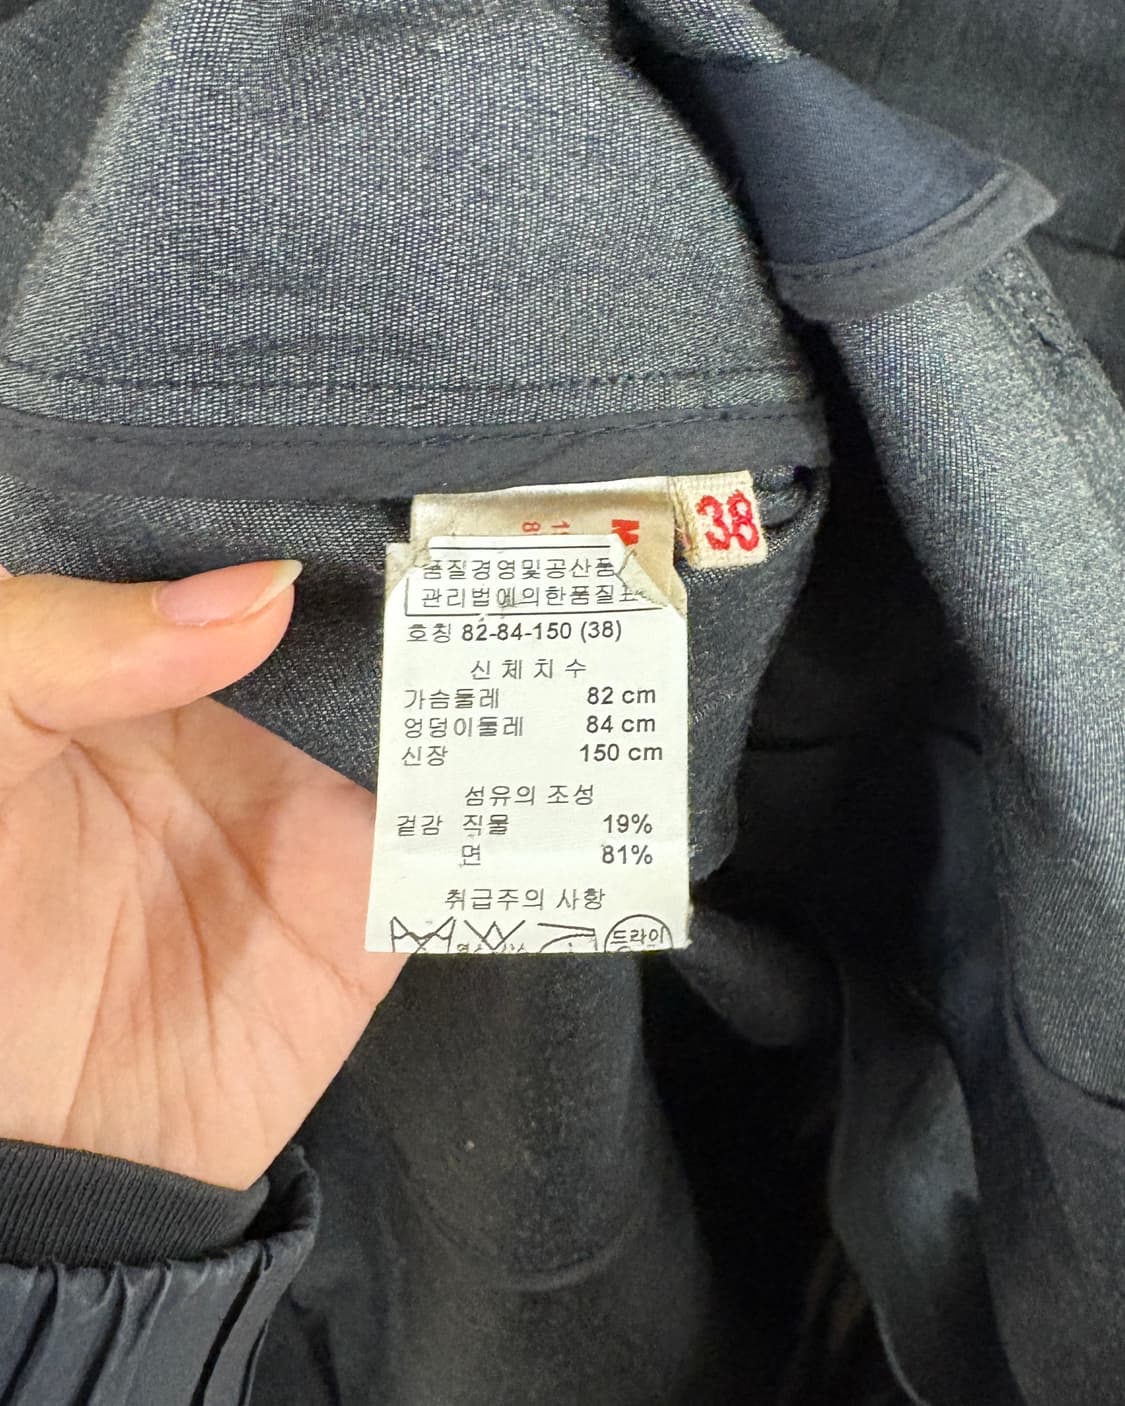 38
품질경영및공산품
관리법에의한품질표
호칭 82-84-150 (38)
신체치수
가슴둘레 82 cm
엉덩이둘레 84 cm
신장 150 cm
섬유의 조성
겉감 직물 19%
면 81%
취급주의 사항
드라이